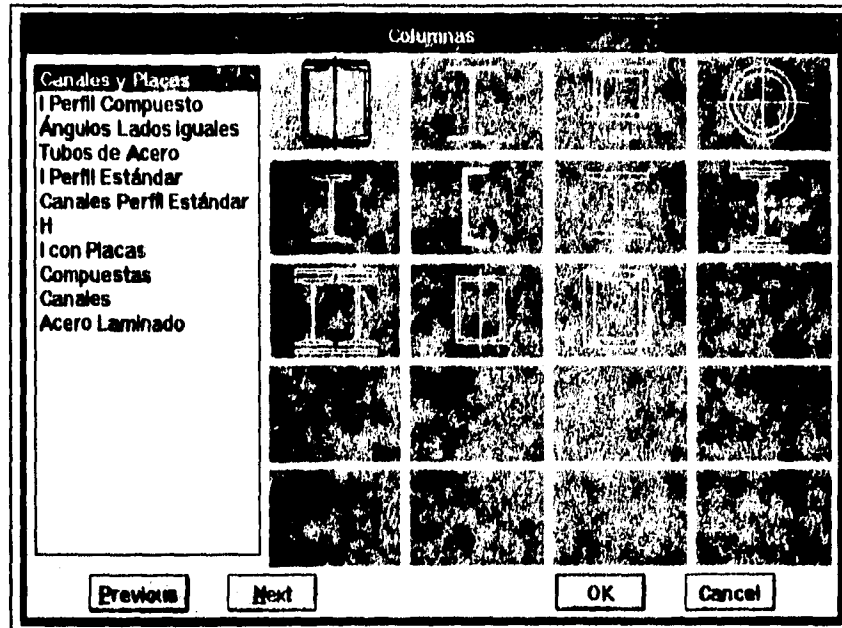 Columnas
Canales y Placas
I Perfil Compuesto
Ángulos Lados Iguales
Tubos de Acero
I Perfil Estándar
Canales Perfil Estándar
H
I con Placas
Compuestas
Canales
Acero Laminado
Previous
Next
OK
Cancel